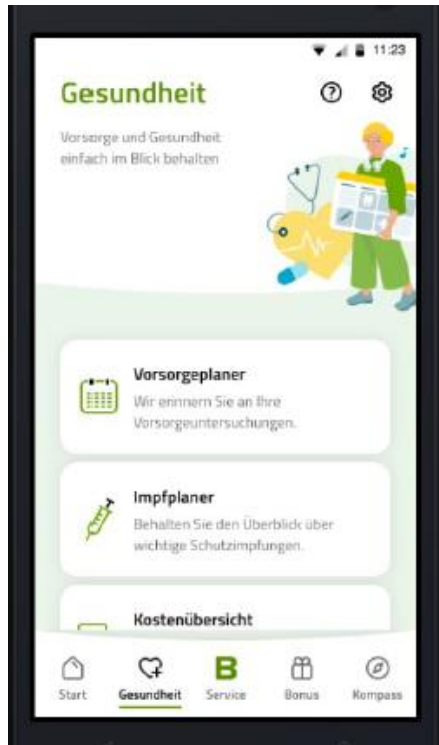 11:23
Gesundheit
Vorsorge und Gesundheit
einfach im Blick behalten
Vorsorgeplaner
Wir erinnern Sie an Ihre
Vorsorgeuntersuchungen.
Impfplaner
Behalten Sie den Überblick über
wichtige Schutzimpfungen.
Kostenübersicht
B
Start Gesundheit Service Bonus Kompass